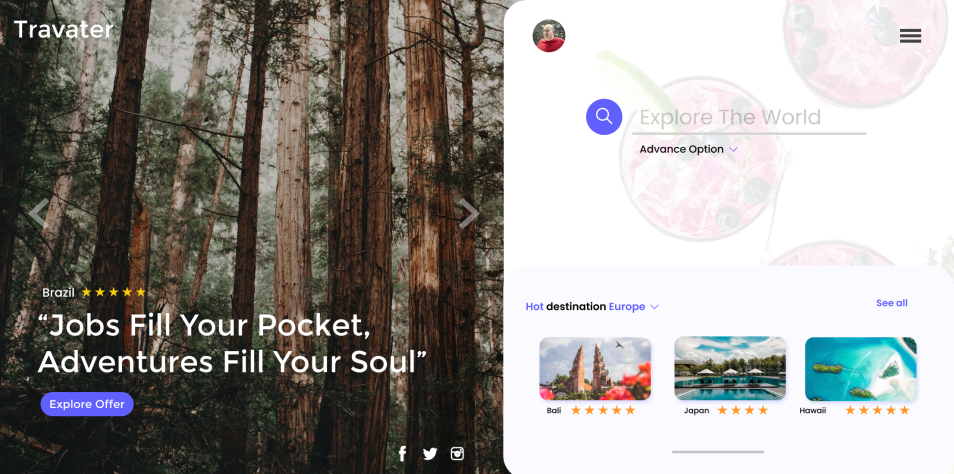 Travater
Brazil
“Jobs Fill Your Pocket,
Adventures Fill Your Soul”
Explore Offer
Explore The World
Advance Option
Hot destination Europe
See all
Bali
Japan
Hawaii